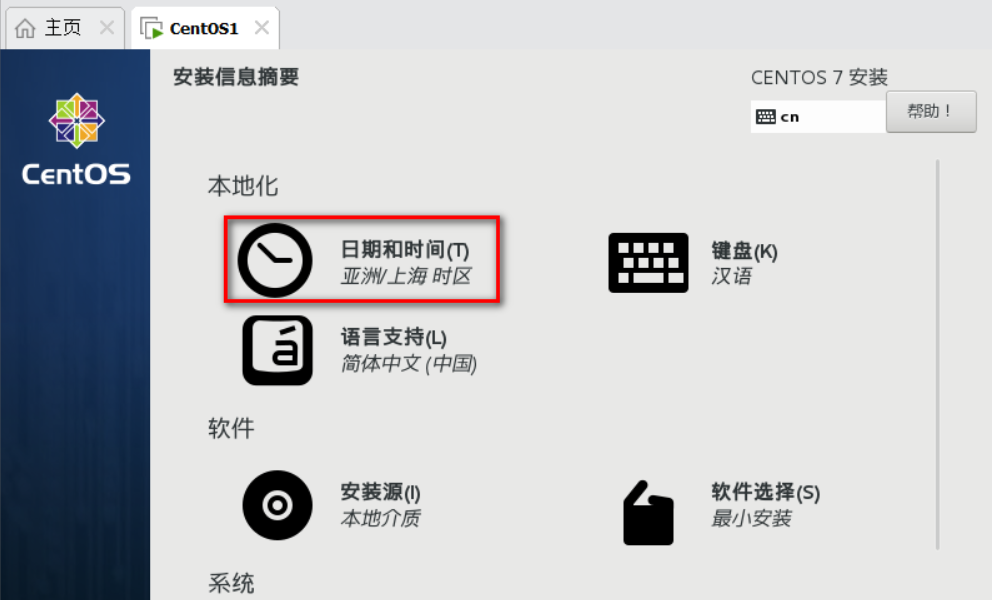 主页
CentOS1
安装信息摘要
CENTOS 7 安装
cn
帮助！
CentOS
本地化
日期和时间(T)
亚洲/上海 时区
键盘(K)
汉语
á
语言支持(L)
简体中文 (中国)
软件
安装源(I)
本地介质
软件选择(S)
最小安装
系统